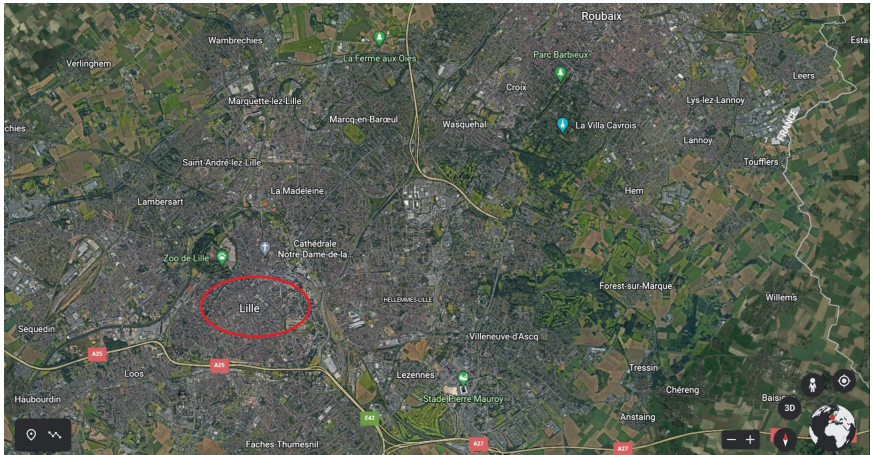 Roubaix
Wambrechies
La Ferme aux Oies
Parc Barbieux
Esta
Verlinghem
Leers
Croix
Marquette-lez-Lille
Lys-lez-Lannoy
Marcq-en-Barœul
Wasquehal
La Villa Cavrois
FRANCE
chies
Lannoy
Saint-André-lez-Lille
Toufflers
La Madeleine
Hem
Lambersart
Cathédrale
Notre-Dame-de-la...
Zoo de Lille
Forest-sur-Marque
HELLEMMES-LILLE
Willems
Lille
Sequedin
Villeneuve-d'Ascq
A25
A25
Tressin
Loos
Lezennes
Chéreng
Haubourdin
Stade Pierre Mauroy
Baisi
3D
E42
Anstaing
Faches-Thumesnil
A27
A27